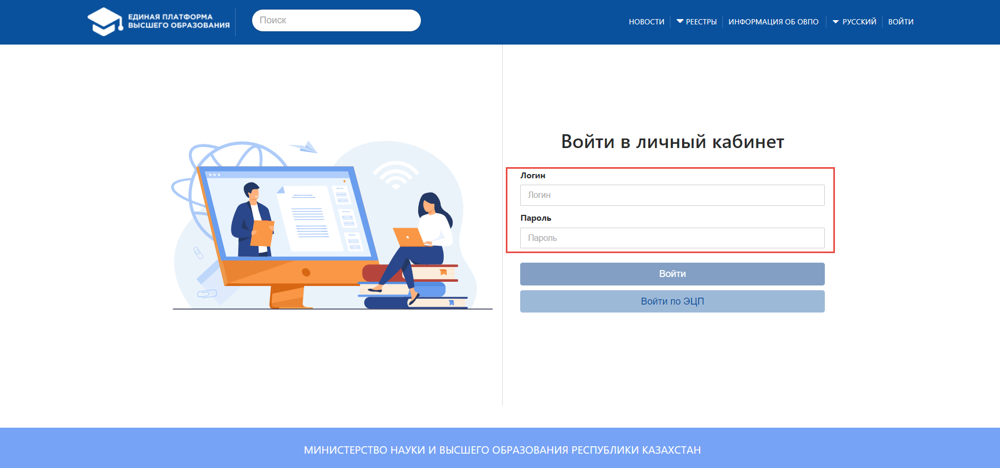 ЕДИНАЯ ПЛАТФОРМА
ВЫСШЕГО ОБРАЗОВАНИЯ
Поиск
НОВОСТИ
РЕЕСТРЫ
ИНФОРМАЦИЯ ОБ ОВПО
РУССКИЙ
ВОЙТИ
Войти в личный кабинет
Логин
Логин
Пароль
Пароль
Войти
Войти по ЭЦП
МИНИСТЕРСТВО НАУКИ И ВЫСШЕГО ОБРАЗОВАНИЯ РЕСПУБЛИКИ КАЗАХСТАН